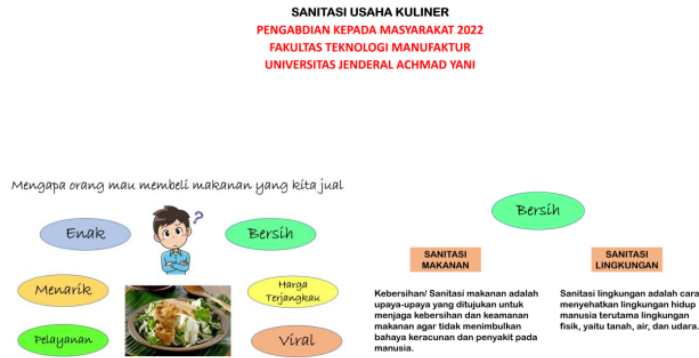 SANITASI USAHA KULINER
PENGABDIAN KEPADA MASYARAKAT 2022
FAKULTAS TEKNOLOGI MANUFAKTUR
UNIVERSITAS JENDERAL ACHMAD YANI
Mengapa orang mau membeli makanan yang kita jual
Enak
?
Bersih
Menarik
Harga
Terjangkau
Pelayanan
Viral
Bersih
SANITASI
MAKANAN
Kebersihan/ Sanitasi makanan adalah
upaya-upaya yang ditujukan untuk
menjaga kebersihan dan keamanan
makanan agar tidak menimbulkan
bahaya keracunan dan penyakit pada
manusia.
SANITASI
LINGKUNGAN
Sanitasi lingkungan adalah cara
menyehatkan lingkungan hidup
manusia terutama lingkungan
fisik, yaitu tanah, air, dan udara.